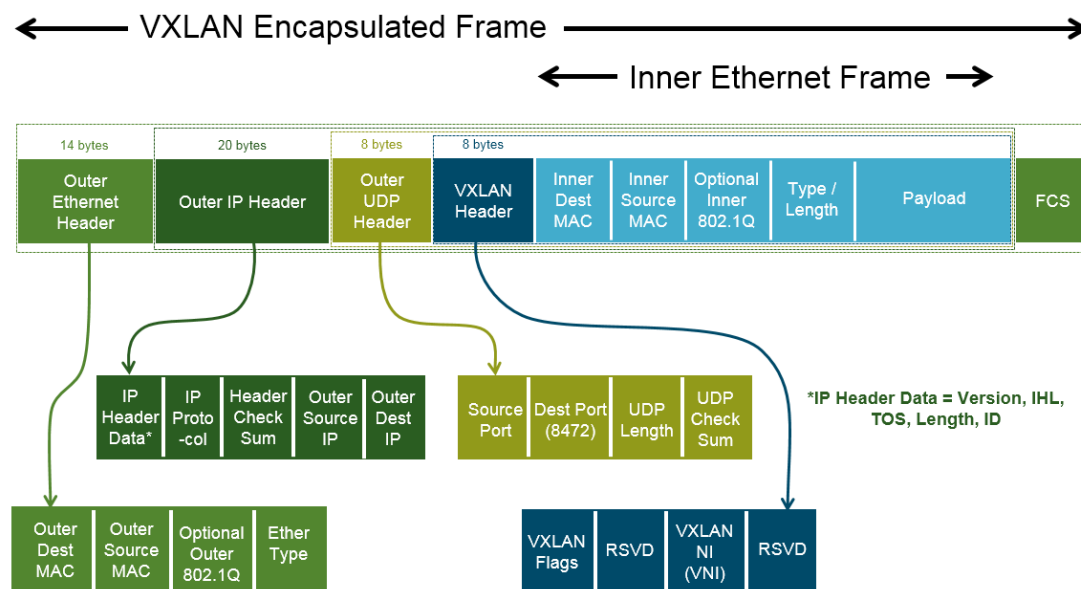 VXLAN Encapsulated Frame
Inner Ethernet Frame
14 bytes
20 bytes
8 bytes
8 bytes
Outer
Ethernet
Header
Outer IP Header
Outer
UDP
Header
VXLAN
Header
Inner
Dest
MAC
Inner
Source
MAC
Optional
Inner
802.1Q
Type /
Length
Payload
FCS
IP
Header
Data*
IP
Proto
-col
Header
Check
Sum
Outer
Source
IP
Outer
Dest
IP
Source
Port
Dest Port
(8472)
UDP
Length
UDP
Check
Sum
*IP Header Data = Version, IHL,
TOS, Length, ID
Outer
Dest
MAC
Outer
Source
MAC
Optional
Outer
802.1Q
Ether
Type
VXLAN
Flags
RSVD
VXLAN
NI
(VNI)
RSVD